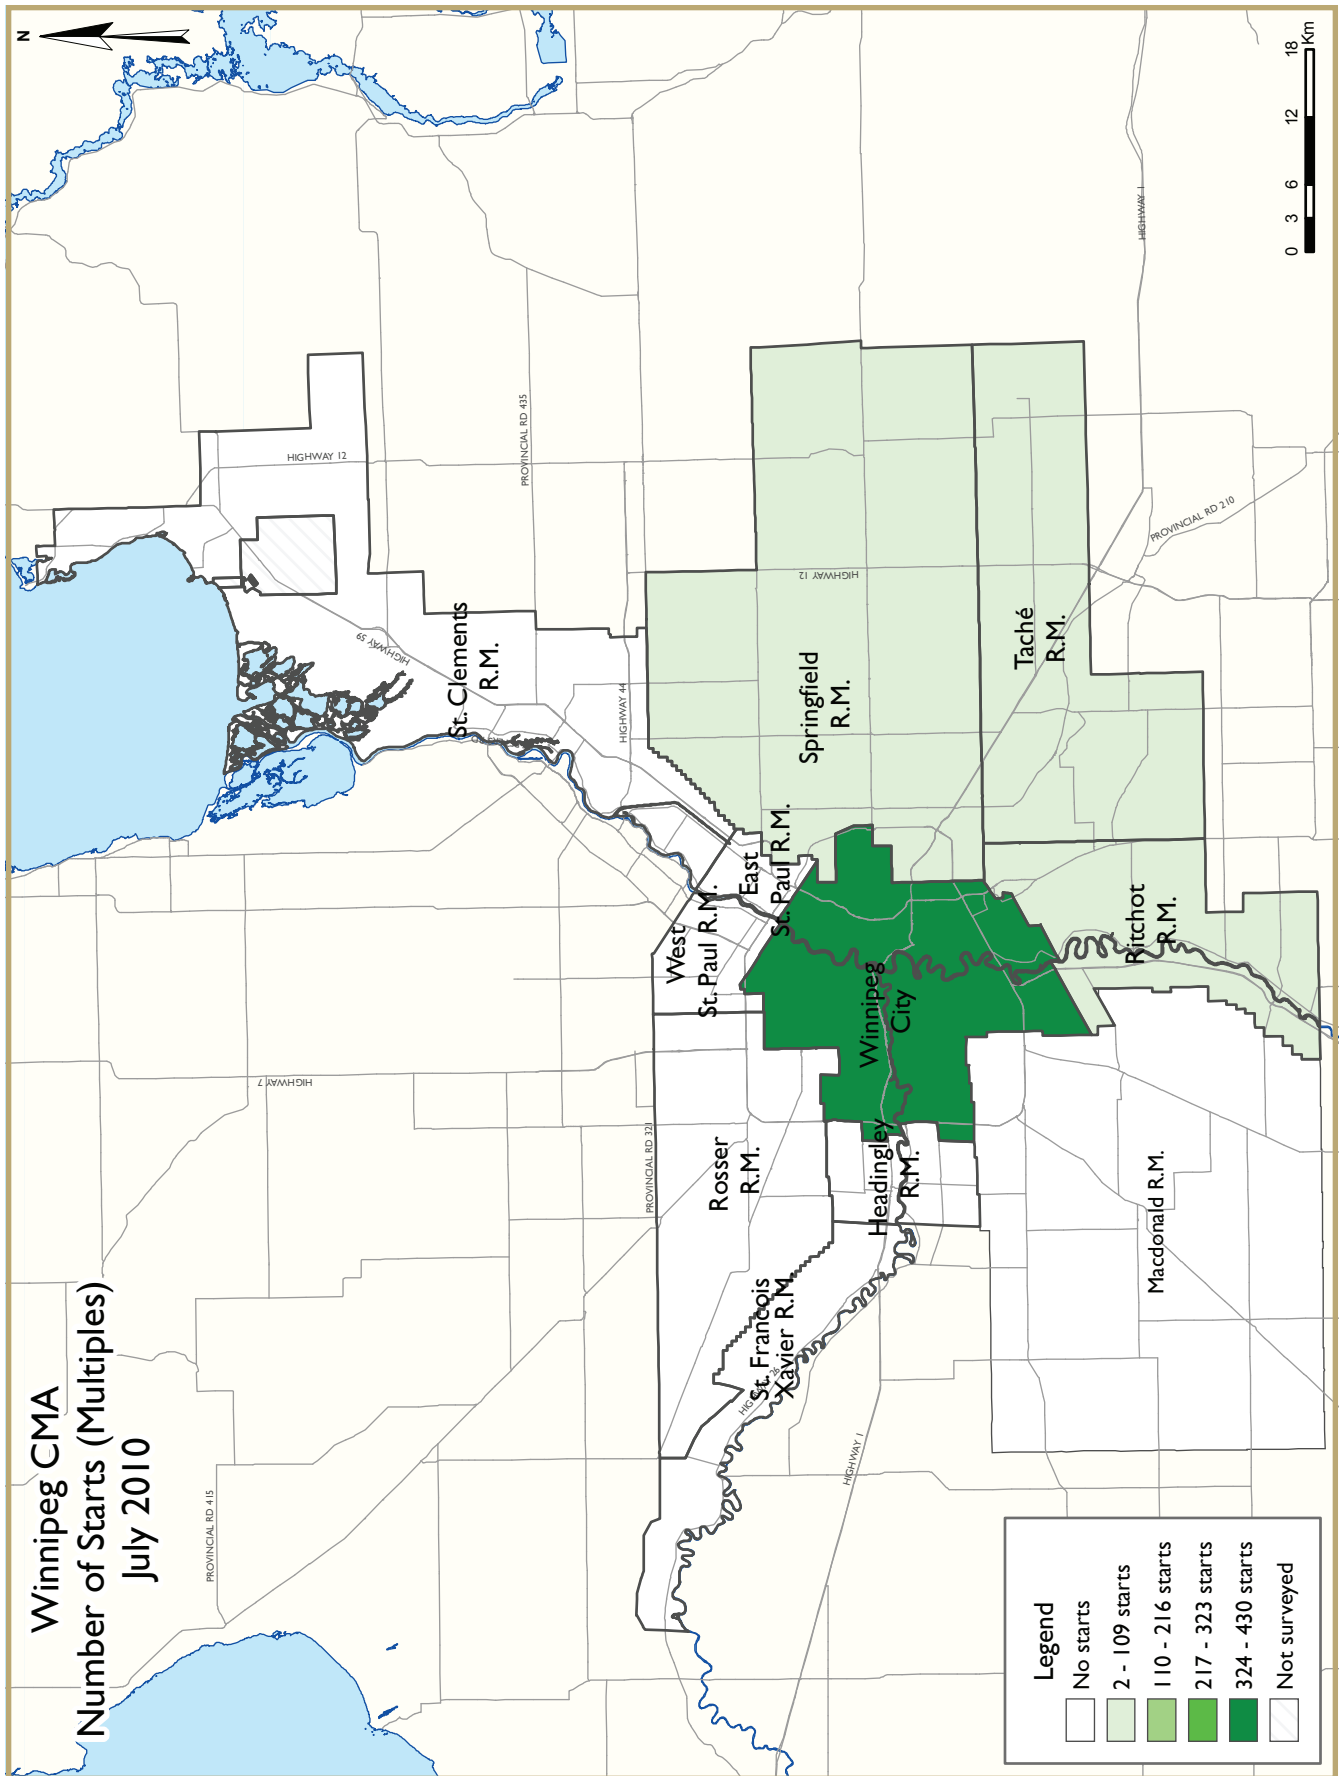 Winnipeg CMA
Number of Starts (Multiples)
July 2010
N
PROVINCIAL RD 415
HIGHWAY 7
HIGHWAY 12
HIGHWAY 59
PROVINCIAL RD 435
St. Clements
R.M.
HIGHWAY 44
PROVINCIAL RD 321
West
St. Paul R.M.
East
St. Paul R.M.
Rosser
R.M.
St. Francois
Xavier R.M.
Springfield
R.M.
HIGHWAY 12
Winnipeg
City
Headingley
R.M.
HIGHWAY 1
Taché
R.M.
HIGHWAY 1
PROVINCIAL RD 210
Ritchot
R.M.
Macdonald R.M.
Legend
No starts
2 - 109 starts
110 - 216 starts
217 - 323 starts
324 - 430 starts
Not surveyed
0 3 6 12 18
Km